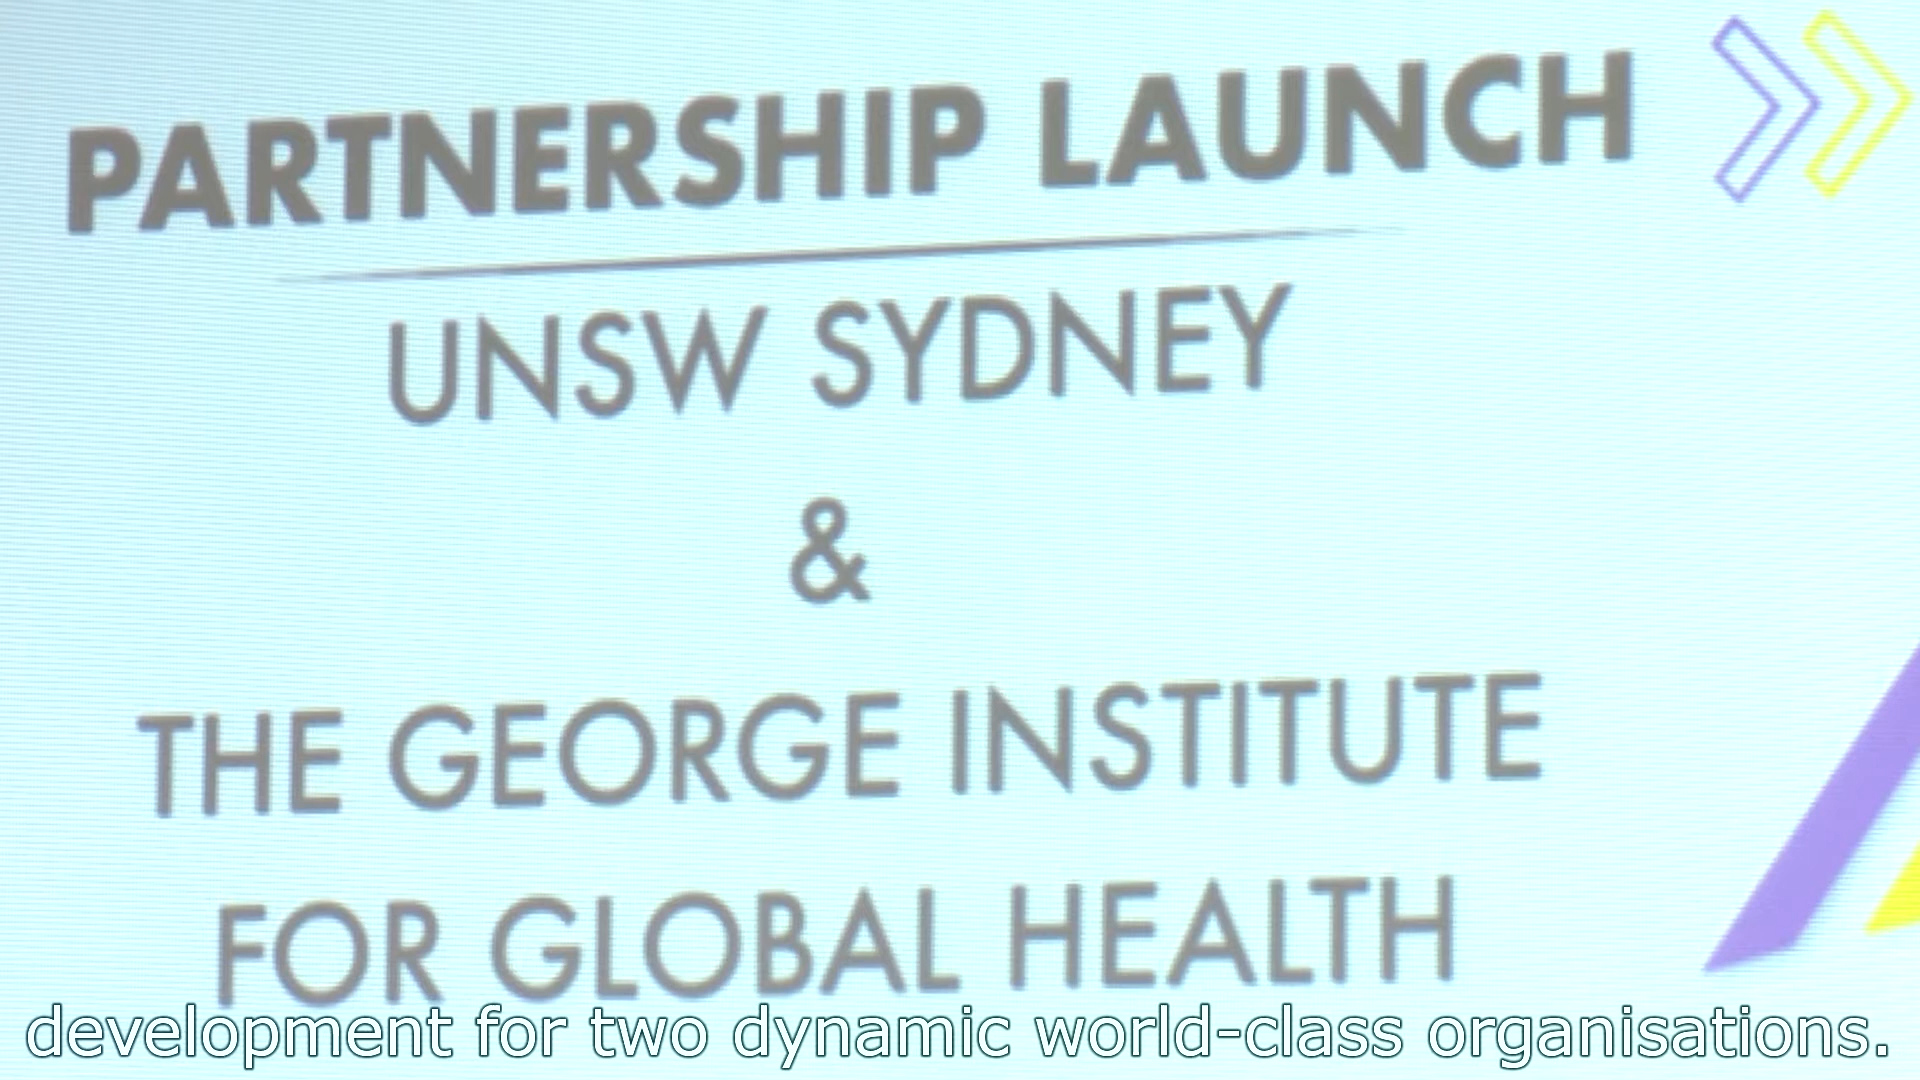 PARTNERSHIP LAUNCH
UNSW SYDNEY
&
THE GEORGE INSTITUTE
FOR GLOBAL HEALTH
development for two dynamic world-class organisations.